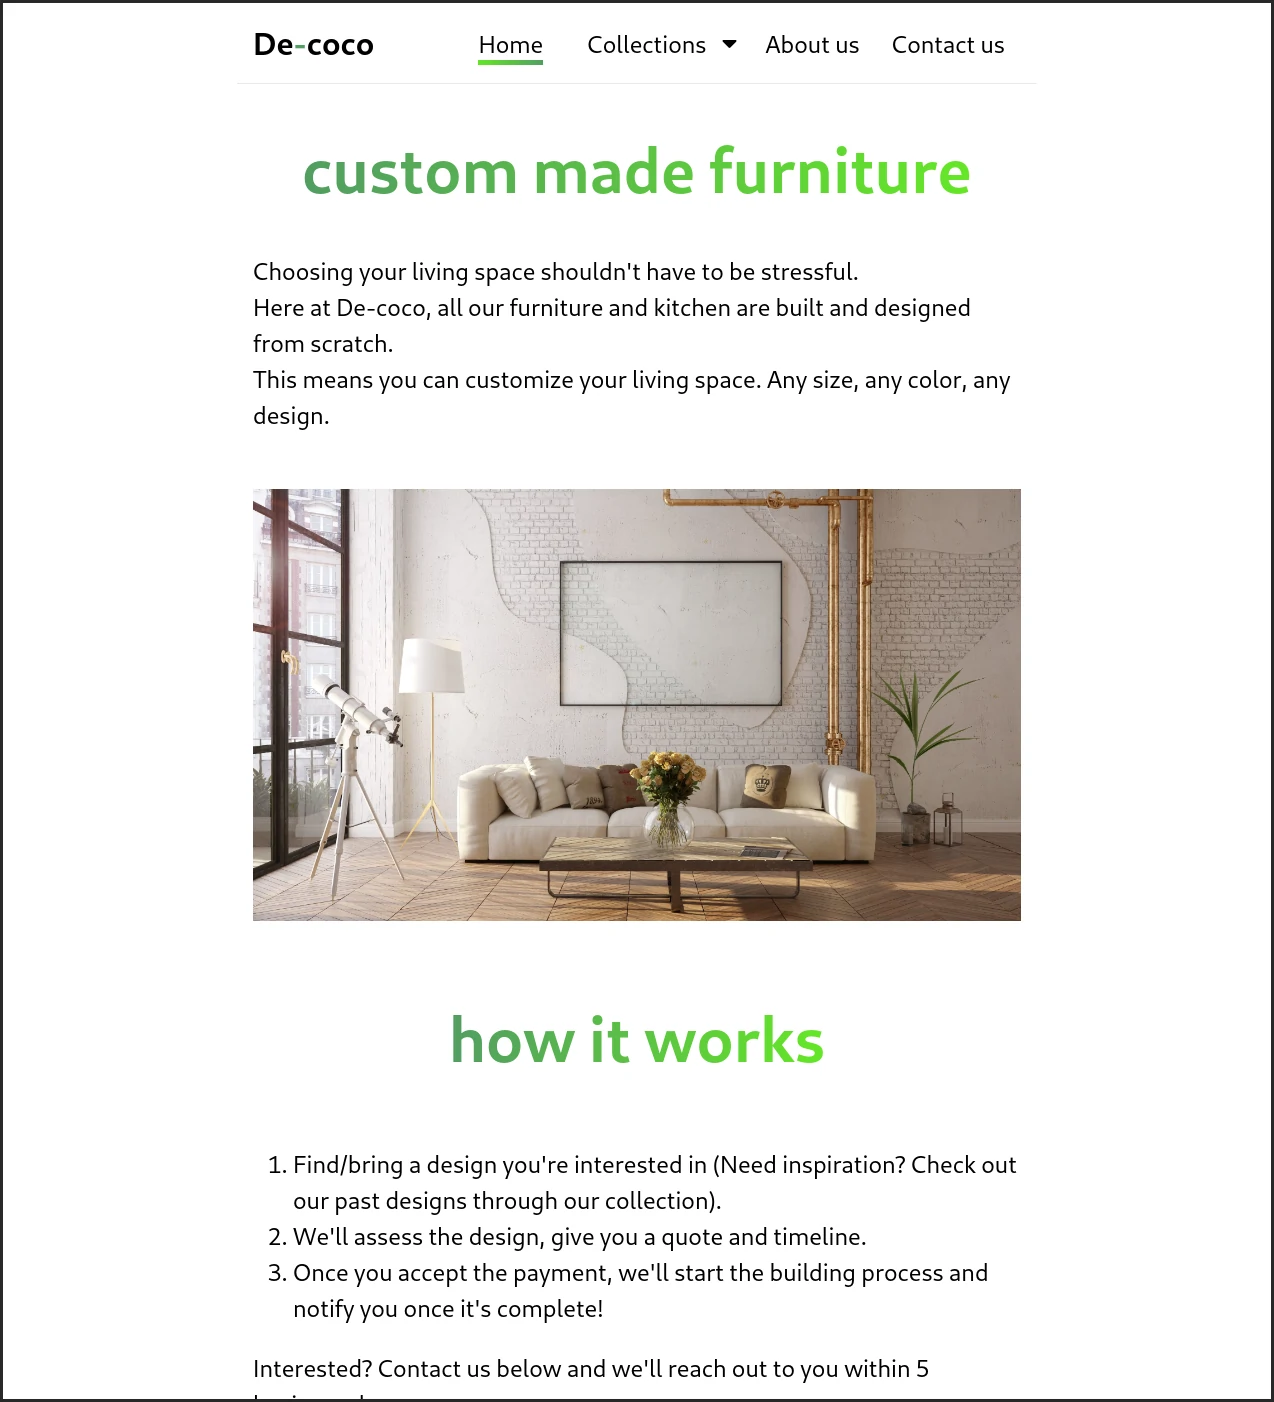 De-coco
Home Collections About us Contact us
custom made furniture
Choosing your living space shouldn't have to be stressful.
Here at De-coco, all our furniture and kitchen are built and designed
from scratch.
This means you can customize your living space. Any size, any color, any
design.
1894
how it works
1. Find/bring a design you're interested in (Need inspiration? Check out
our past designs through our collection).
2. We'll assess the design, give you a quote and timeline.
3. Once you accept the payment, we'll start the building process and
notify you once it's complete!
Interested? Contact us below and we'll reach out to you within 5